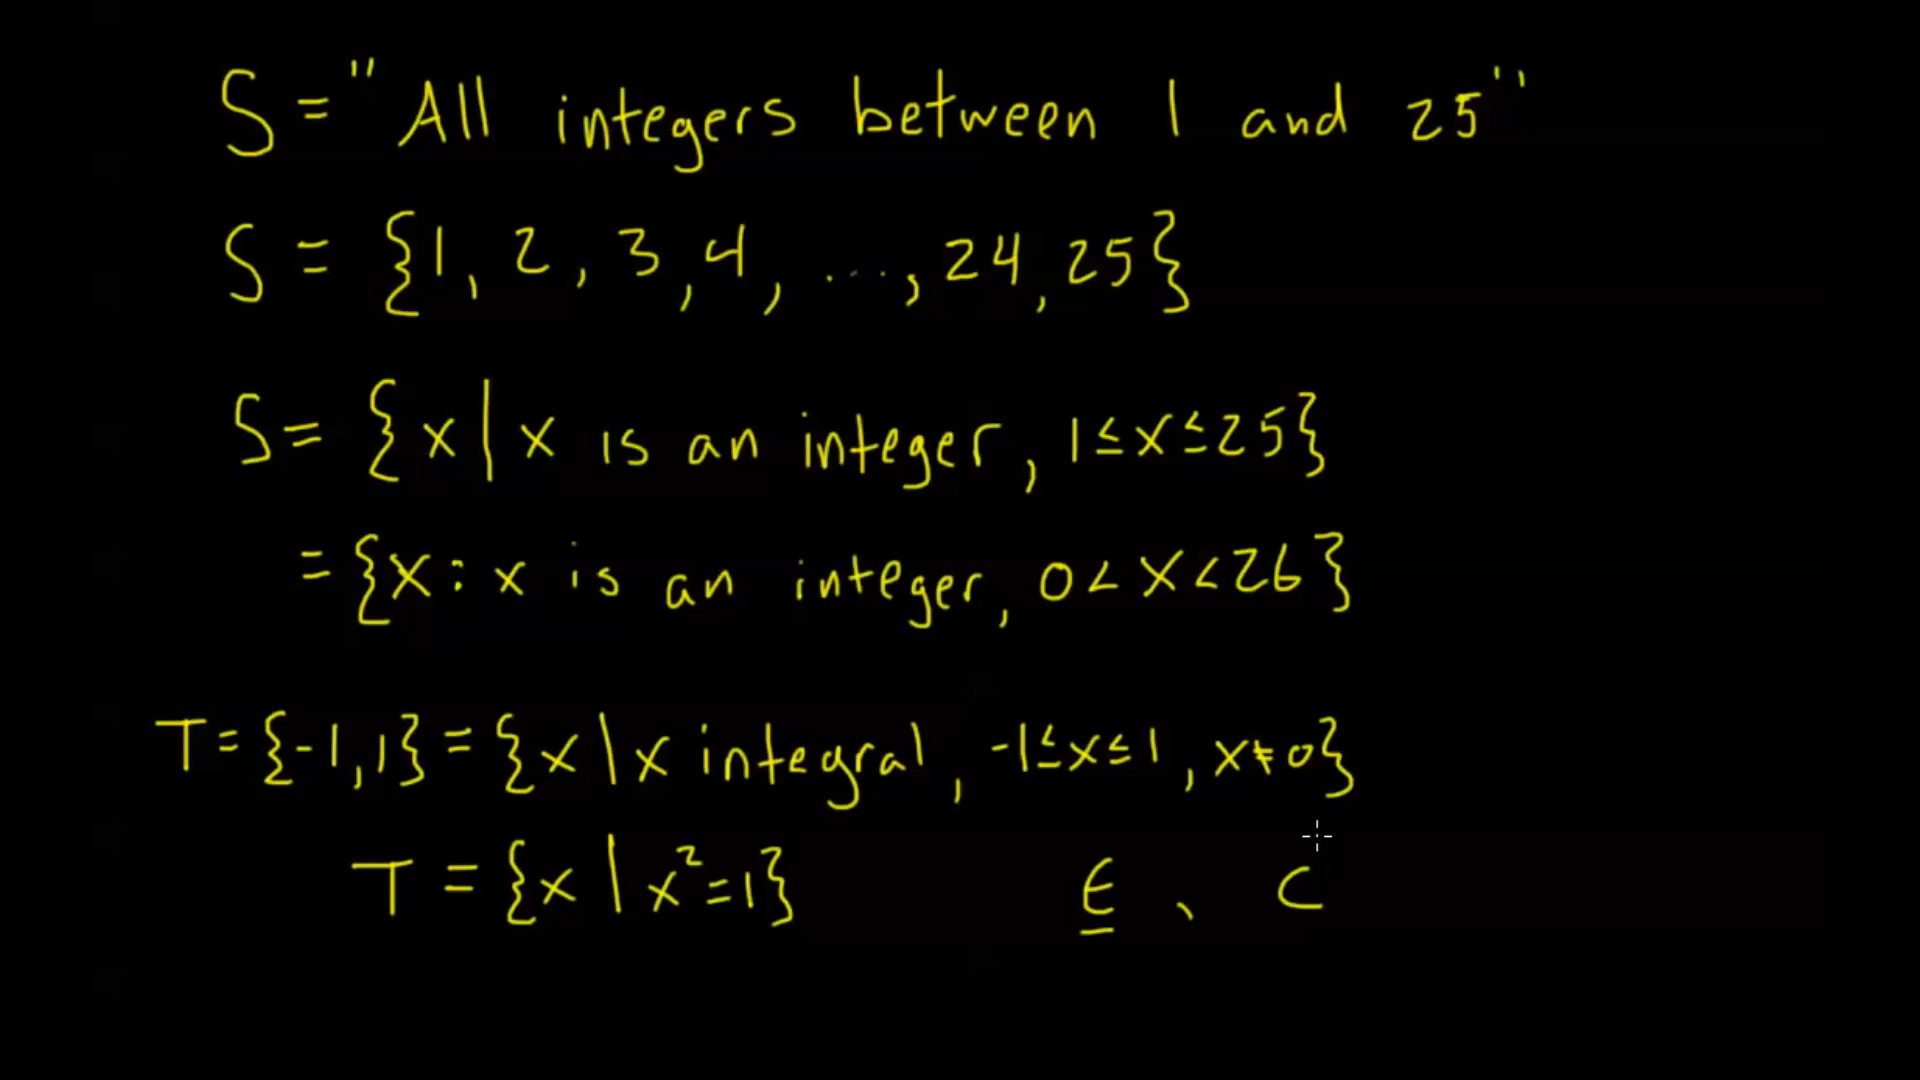 S = "All integers between 1 and 25"
S = {1, 2, 3, 4, ..., 24, 25}
S = {x | x is an integer, 1 ≤ x ≤ 25}
= {x : x is an integer, 0 < x < 26}
T = {-1, 1} = {x | x integral, -1 ≤ x ≤ 1, x ≠ 0}
T = {x | x² = 1} ∈, ⊂